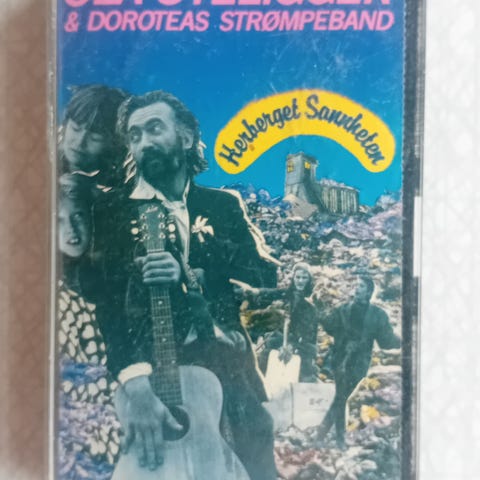 & DOROTEAS STRØMPEBAND
Herberget Sannheten